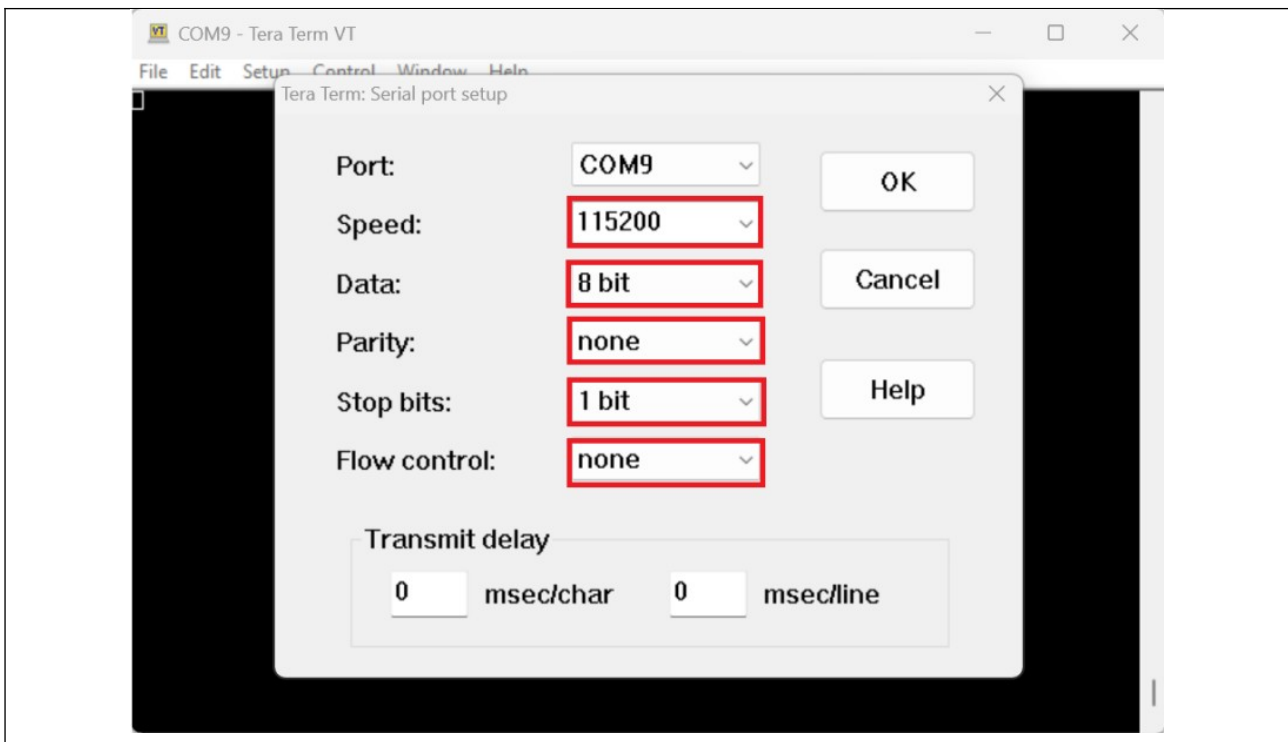 COM9 - Tera Term VT
File Edit Setup Control Window Help
Tera Term: Serial port setup
Port: COM9
OK
Speed: 115200
Data: 8 bit
Cancel
Parity: none
Stop bits: 1 bit
Help
Flow control: none
Transmit delay
0 msec/char 0 msec/line